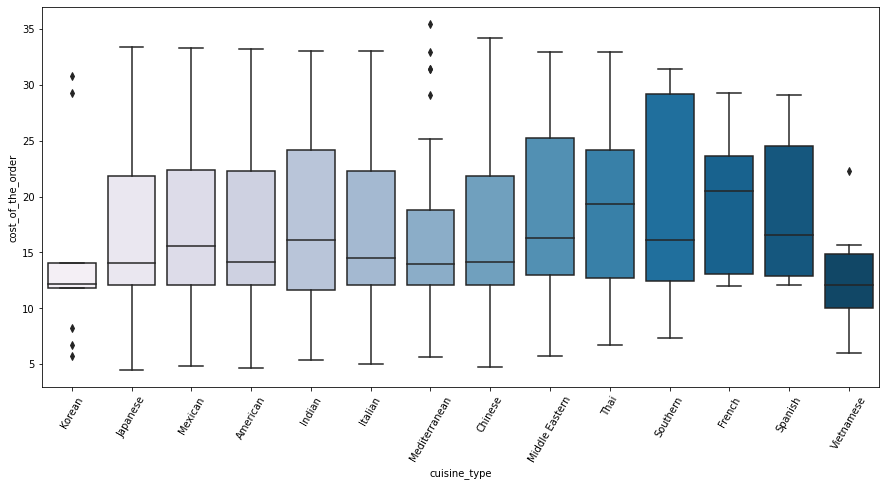 cost_of_the_order
35
30
25
20
15
10
5
Korean
Japanese
Mexican
American
Indian
Italian
Mediterranean
Chinese
Middle Eastern
Thai
Southern
French
Spanish
Vietnamese
cuisine_type